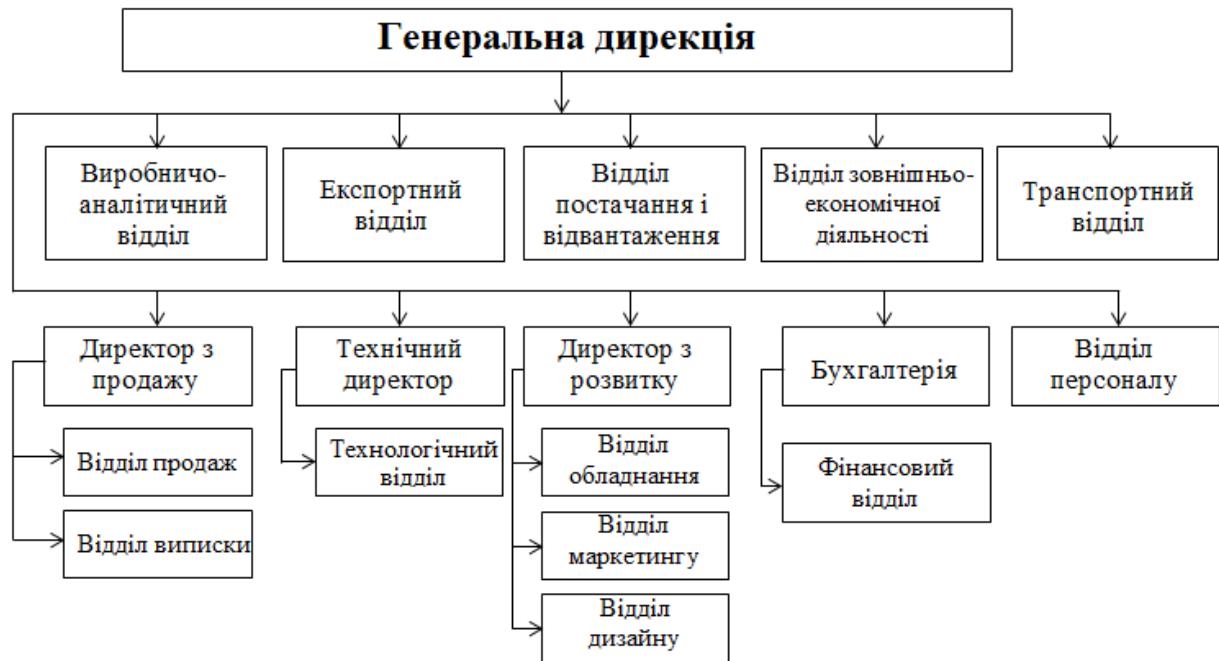 Генеральна дирекція
Виробничо-
аналітичний
відділ
Експортний
відділ
Відділ
постачання і
відвантаження
Відділ зовнішньо-
економічної
діяльності
Транспортний
відділ
Директор з
продажу
Технічний
директор
Директор з
розвитку
Бухгалтерія
Відділ
персоналу
Відділ продаж
Відділ виписки
Технологічний
відділ
Відділ
обладнання
Відділ
маркетингу
Відділ
дизайну
Фінансовий
відділ